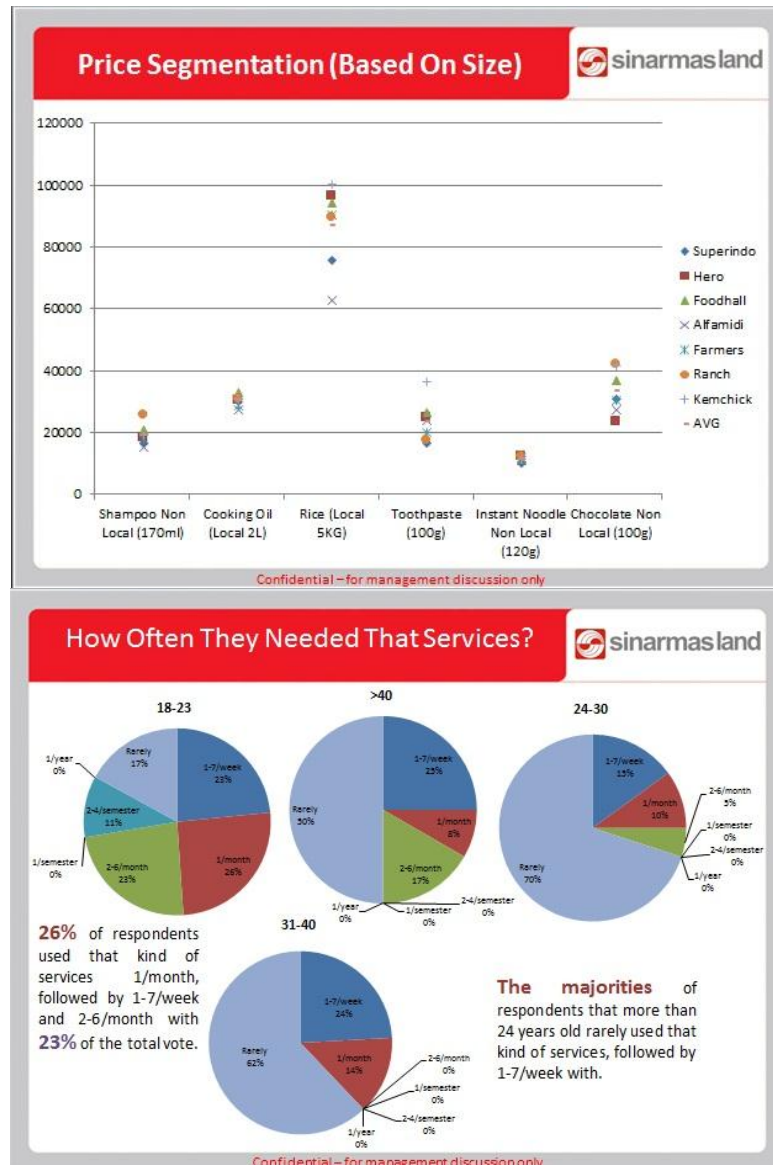 Price Segmentation (Based On Size)
sinarmasland
120000
100000
80000
60000
40000
20000
0
Shampoo Non
Local (170ml)
Cooking Oil
(Local 2L)
Rice (Local
5KG)
Toothpaste
(100g)
Instant Noodle
Non Local
(120g)
Chocolate Non
Local (100g)
Superindo
Hero
Foodhall
Alfamidi
Farmers
Ranch
Kemchick
AVG
Confidential – for management discussion only
How Often They Needed That Services?
sinarmasland
18-23
1/year
0%
Rarely
17%
1-7/week
23%
2-4/semester
11%
1/semester
0%
2-6/month
23%
1/month
26%
>40
1-7/week
25%
Rarely
50%
1/month
8%
2-6/month
17%
1/year
0%
1/semester
0%
2-4/semester
0%
24-30
1-7/week
15%
1/month
10%
2-6/month
5%
1/semester
0%
2-4/semester
0%
1/year
0%
Rarely
70%
26% of respondents
used that kind of
services 1/month,
followed by 1-7/week
and 2-6/month with
23% of the total vote.
31-40
1-7/week
24%
Rarely
62%
1/month
14%
2-6/month
0%
1/semester
0%
2-4/semester
0%
1/year
0%
The majorities of
respondents that more than
24 years old rarely used that
kind of services, followed by
1-7/week with.
Confidential – for management discussion only